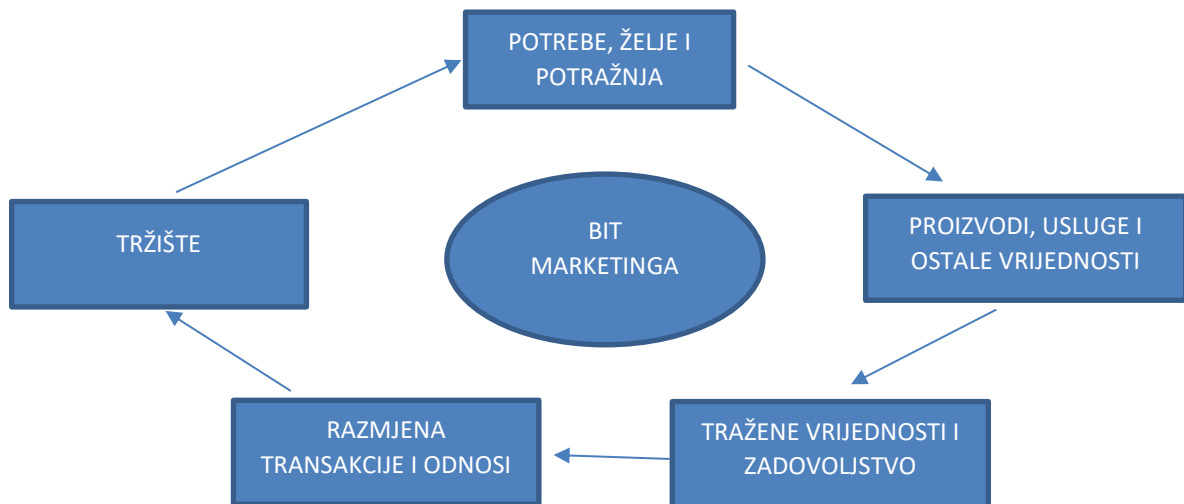 POTREBE, ŽELJE I
POTRAŽNJA
PROIZVODI, USLUGE I
OSTALE VRIJEDNOSTI
TRŽIŠTE
BIT
MARKETINGA
RAZMJENA
TRANSAKCIJE I ODNOSI
TRAŽENE VRIJEDNOSTI I
ZADOVOLJSTVO